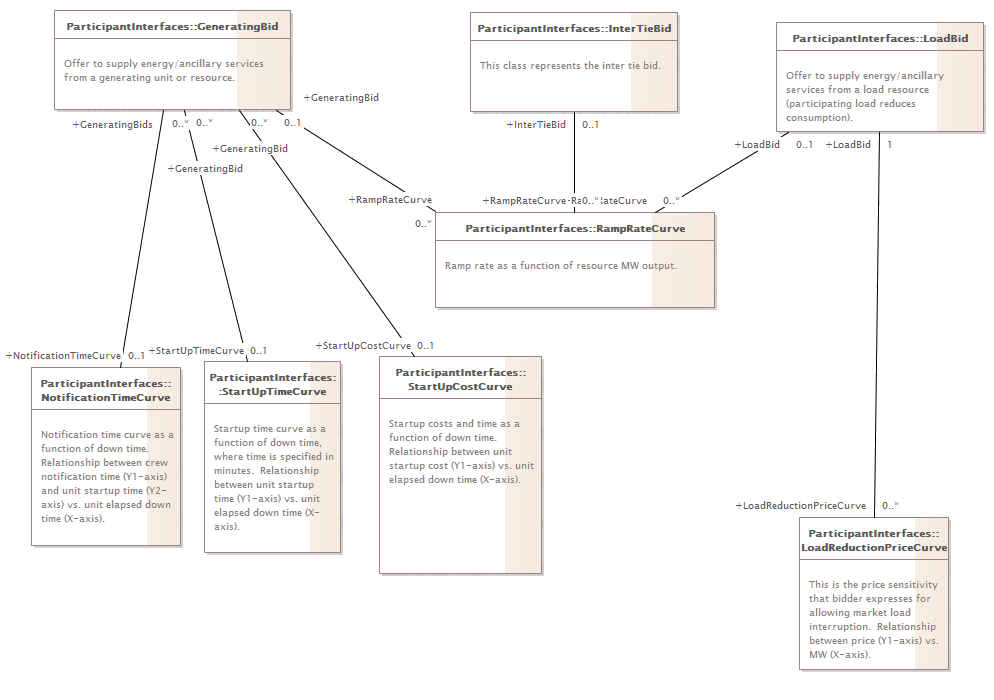 ParticipantInterfaces::GeneratingBid
Offer to supply energy/ancillary services
from a generating unit or resource.
ParticipantInterfaces::InterTieBid
This class represents the inter tie bid.
ParticipantInterfaces::LoadBid
Offer to supply energy/ancillary
services from a load resource
(participating load reduces
consumption).
+GeneratingBid
+GeneratingBids
0..*
0..*
0..*
0..1
+InterTieBid
0..1
+GeneratingBid
+GeneratingBid
+LoadBid
0..1
+LoadBid
1
+RampRateCurve
0..*
+RampRateCurve
0..*
RateCurve
0..*
ParticipantInterfaces::RampRateCurve
Ramp rate as a function of resource MW output.
+NotificationTimeCurve
0..1
+StartUpTimeCurve
0..1
+StartUpCostCurve
0..1
ParticipantInterfaces::
NotificationTimeCurve
Notification time curve as a
function of down time.
Relationship between crew
notification time (Y1-axis)
and unit startup time (Y2-
axis) vs. unit elapsed down
time (X-axis).
ParticipantInterfaces:
:StartUpTimeCurve
Startup time curve as a
function of down time,
where time is specified in
minutes.  Relationship
between unit startup
time (Y1-axis) vs. unit
elapsed down time (X-
axis).
ParticipantInterfaces::
StartUpCostCurve
Startup costs and time as a
function of down time.
Relationship between unit
startup cost (Y1-axis) vs. unit
elapsed down time (X-axis).
+LoadReductionPriceCurve
0..*
ParticipantInterfaces::
LoadReductionPriceCurve
This is the price sensitivity
that bidder expresses for
allowing market load
interruption.  Relationship
between price (Y1-axis) vs.
MW (X-axis).